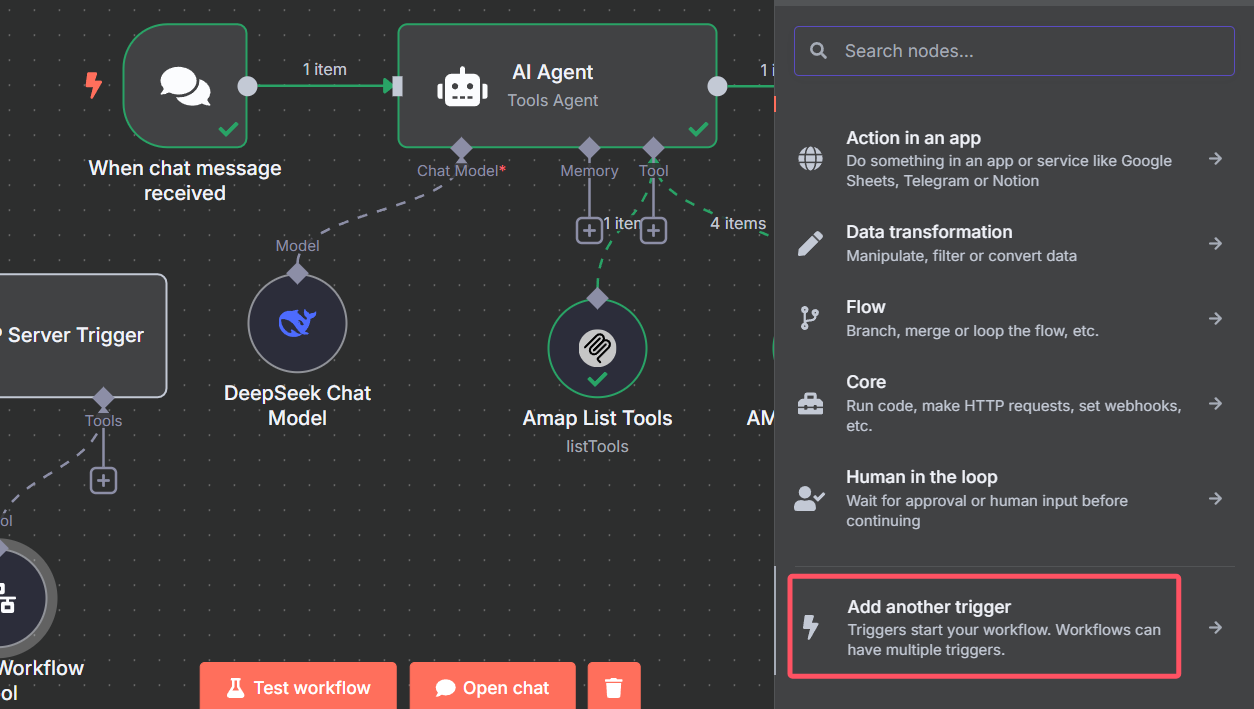 1 item
AI Agent
Tools Agent
When chat message
received
Chat Model*
Memory
Tool
1 item
4 items
Model
Server Trigger
Tools
DeepSeek Chat
Model
Amap List Tools
listTools
AM
Workflow
Test workflow
Open chat
Search nodes...
Action in an app
Do something in an app or service like Google
Sheets, Telegram or Notion
Data transformation
Manipulate, filter or convert data
Flow
Branch, merge or loop the flow, etc.
Core
Run code, make HTTP requests, set webhooks,
etc.
Human in the loop
Wait for approval or human input before
continuing
Add another trigger
Triggers start your workflow. Workflows can
have multiple triggers.